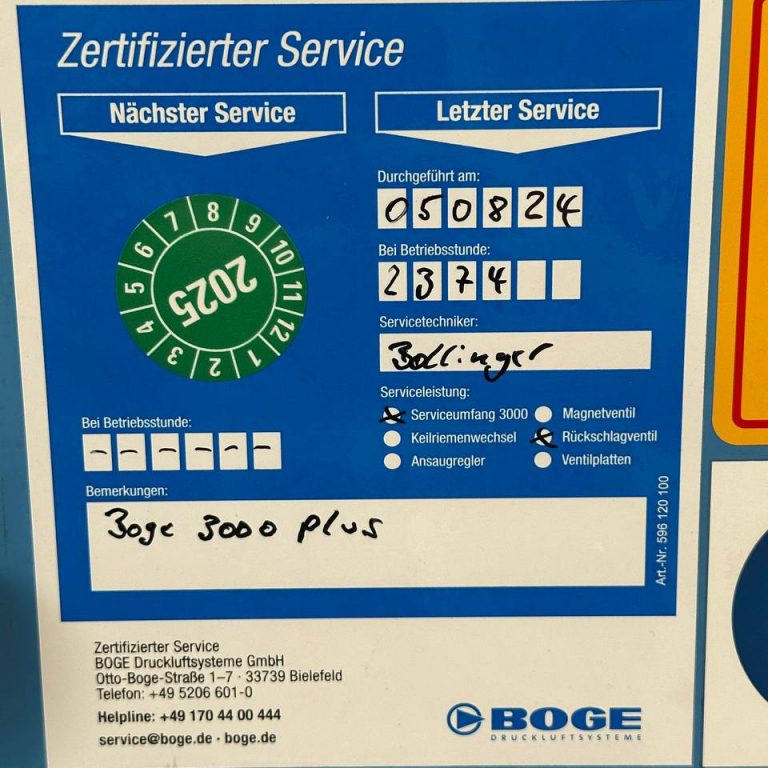 Zertifizierter Service
Nächster Service
7 8 9 10 11 12 1 2 3 4 5 6
2025
Bei Betriebsstunde:
– – – – – –
Letzter Service
Durchgeführt am:
050824
Bei Betriebsstunde:
2374
Servicetechniker:
Bollinger
Serviceleistung:
Serviceumfang 3000 Magnetventil
Keilriemenwechsel Rückschlagventil
Ansaugregler Ventilplatten
Bemerkungen:
Boge 3000 plus
Art.-Nr. 596 120 100
Zertifizierter Service
BOGE Druckluftsysteme GmbH
Otto-Boge-Straße 1–7 · 33739 Bielefeld
Telefon: +49 5206 601-0
Helpline: +49 170 44 00 444
service@boge.de · boge.de
BOGE
DRUCKLUFTSYSTEME